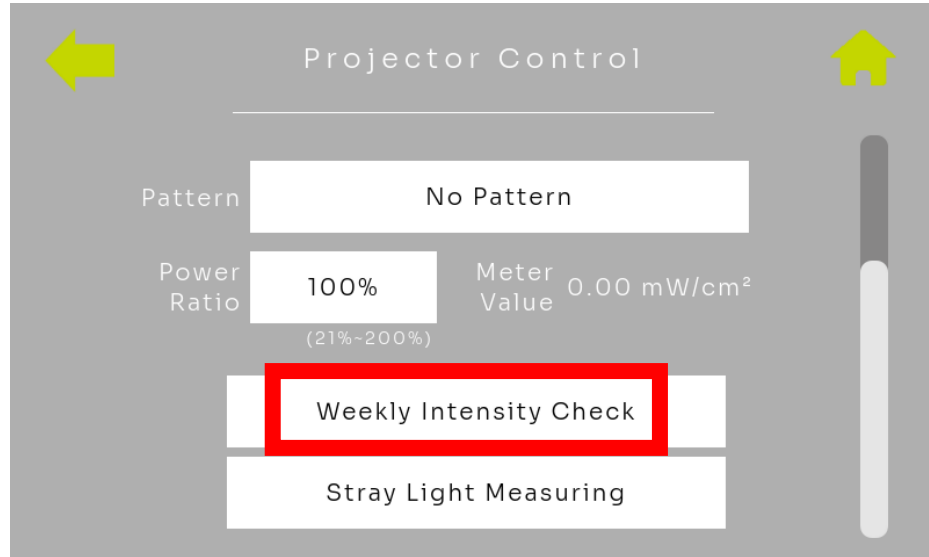 Projector Control
Pattern
No Pattern
Power
Ratio
100%
Meter
Value
0.00 mW/cm²
(21%~200%)
Weekly Intensity Check
Stray Light Measuring